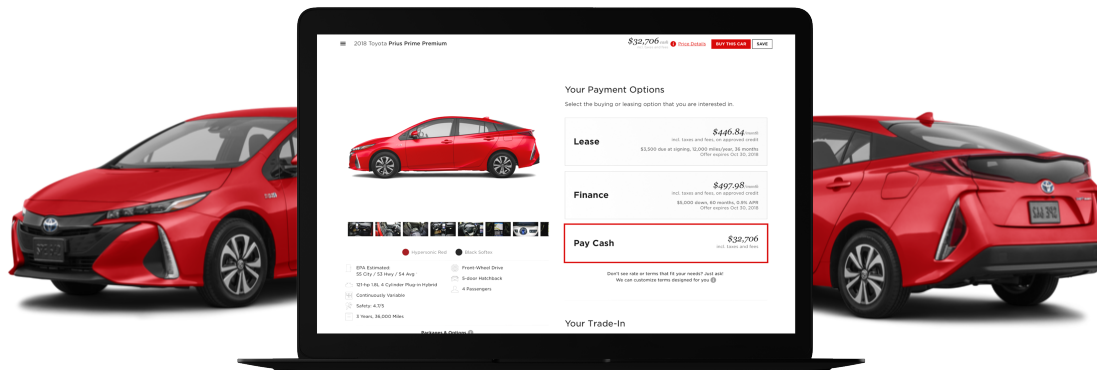 2018 Toyota Prius Prime Premium
$32,706
Price Details
BUY THIS CAR
SAVE
Your Payment Options
Select the buying or leasing option that you are interested in
Lease
$446.84/month
incl. taxes and fees, on approved credit
$3,500 due at signing, 12,000 miles/year, 36 months
Offer expires Oct 30, 2018
Finance
$497.98/month
incl. taxes and fees, on approved credit
$5,000 down, 60 months, 0.9% APR
Offer expires Oct 30, 2018
Pay Cash
$32,706
incl. taxes and fees
Don't see rate or terms that fit your needs? Just ask!
We can customize terms designed for you
Your Trade-In
Hypersonic Red
Black Softex
EPA Estimated:
55 City / 53 Hwy / 54 Avg
121-hp 1.8L 4 Cylinder Plug-in Hybrid
Continuously Variable
Safety: 4.7/5
3 Years, 36,000 Miles
Front-Wheel Drive
5-door Hatchback
4 Passengers
Packages & Options